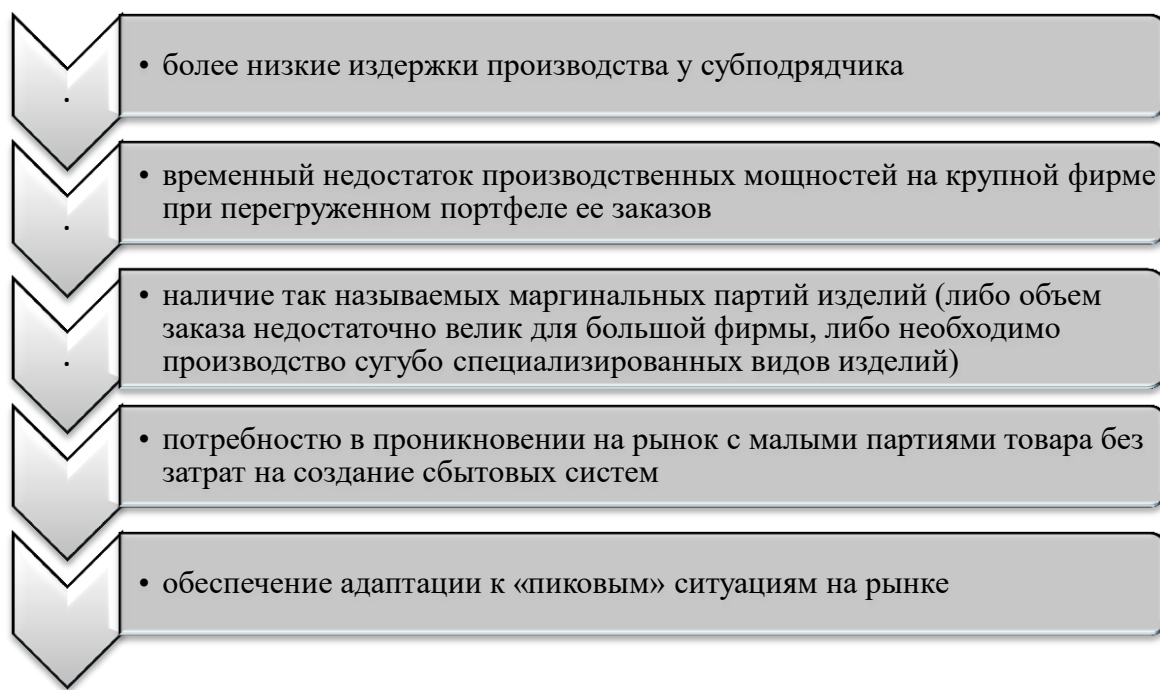 • более низкие издержки производства у субподрядчика
.
• временный недостаток производственных мощностей на крупной фирме
при перегруженном портфеле ее заказов
.
• наличие так называемых маргинальных партий изделий (либо объем
заказа недостаточно велик для большой фирмы, либо необходимо
производство сугубо специализированных видов изделий)
.
• потребностю в проникновении на рынок с малыми партиями товара без
затрат на создание сбытовых систем
• обеспечение адаптации к «пиковым» ситуациям на рынке